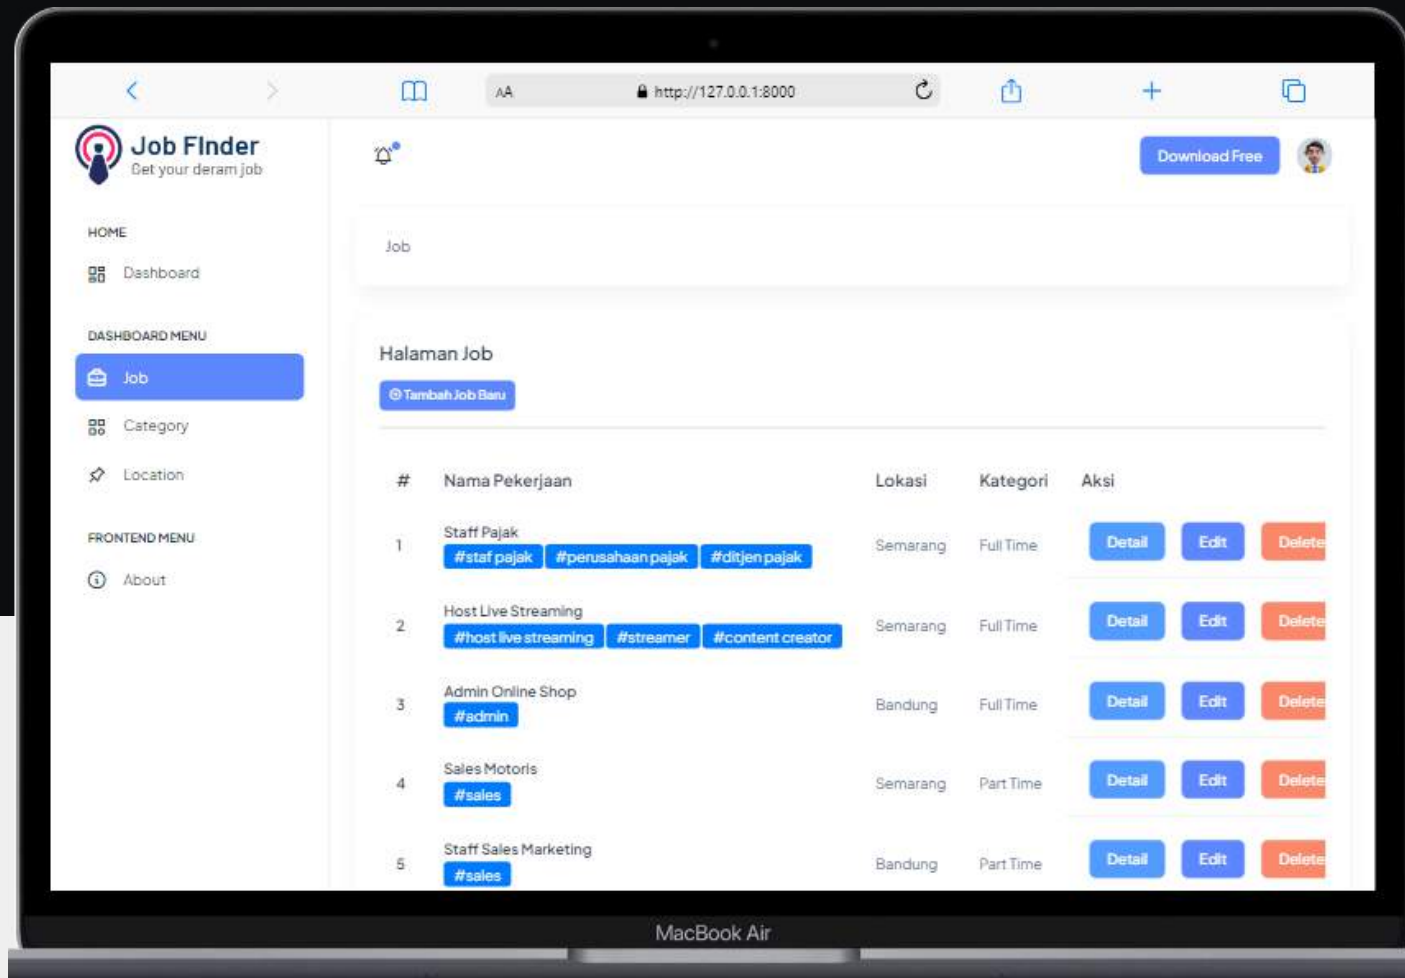 AA
http://127.0.0.1:8000
Job FInder
Get your deram job
Download Free
HOME
Dashboard
DASHBOARD MENU
Job
Category
Location
FRONTEND MENU
About
Job
Halaman Job
Tambah Job Baru
# Nama Pekerjaan Lokasi Kategori Aksi
1 Staff Pajak Semarang Full Time Detail Edit Delete
#staf pajak #perusahaan pajak #ditjen pajak
2 Host Live Streaming Semarang Full Time Detail Edit Delete
#host live streaming #streamer #content creator
3 Admin Online Shop Bandung Full Time Detail Edit Delete
#admin
4 Sales Motoris Semarang Part Time Detail Edit Delete
#sales
5 Staff Sales Marketing Bandung Part Time Detail Edit Delete
#sales
MacBook Air